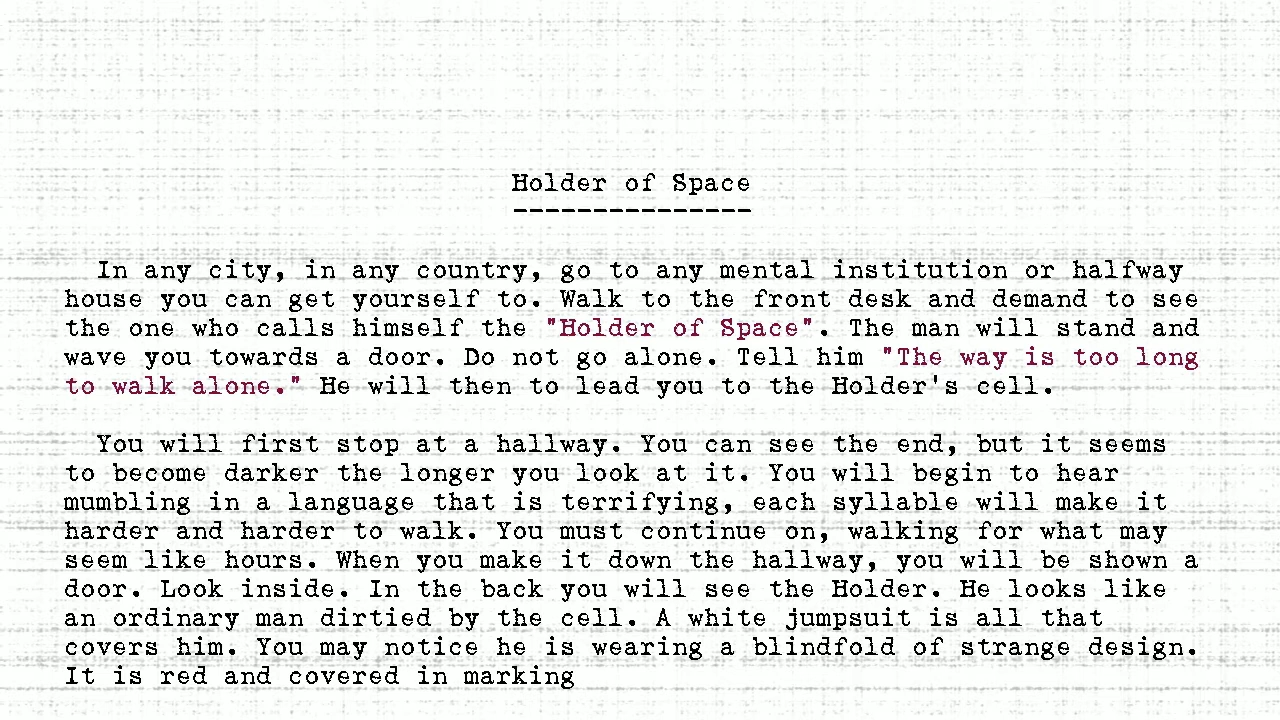 Holder of Space
---------------
In any city, in any country, go to any mental institution or halfway
house you can get yourself to. Walk to the front desk and demand to see
the one who calls himself the "Holder of Space". The man will stand and
wave you towards a door. Do not go alone. Tell him "The way is too long
to walk alone." He will then to lead you to the Holder's cell.
You will first stop at a hallway. You can see the end, but it seems
to become darker the longer you look at it. You will begin to hear
mumbling in a language that is terrifying, each syllable will make it
harder and harder to walk. You must continue on, walking for what may
seem like hours. When you make it down the hallway, you will be shown a
door. Look inside. In the back you will see the Holder. He looks like
an ordinary man dirtied by the cell. A white jumpsuit is all that
covers him. You may notice he is wearing a blindfold of strange design.
It is red and covered in marking